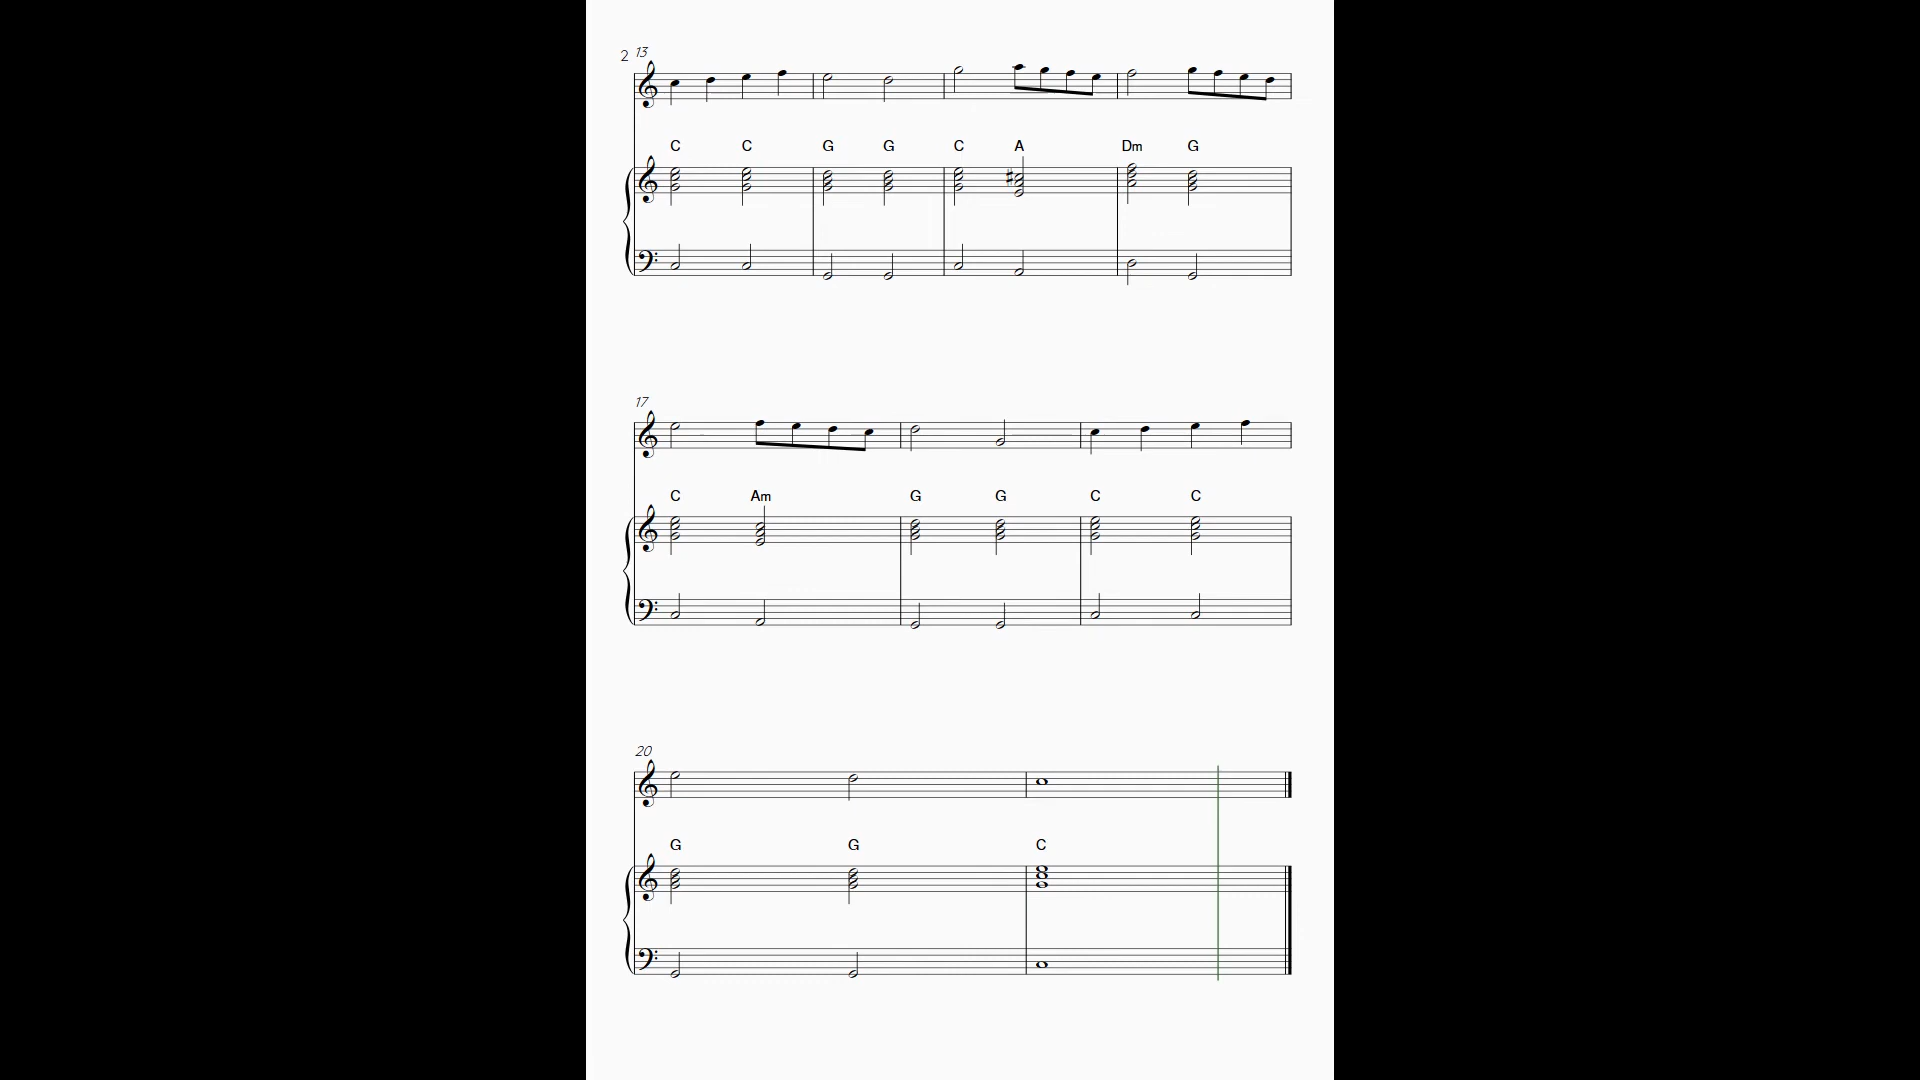 2 13
C C G G C A Dm G
17
C Am G G C C
20
G G C